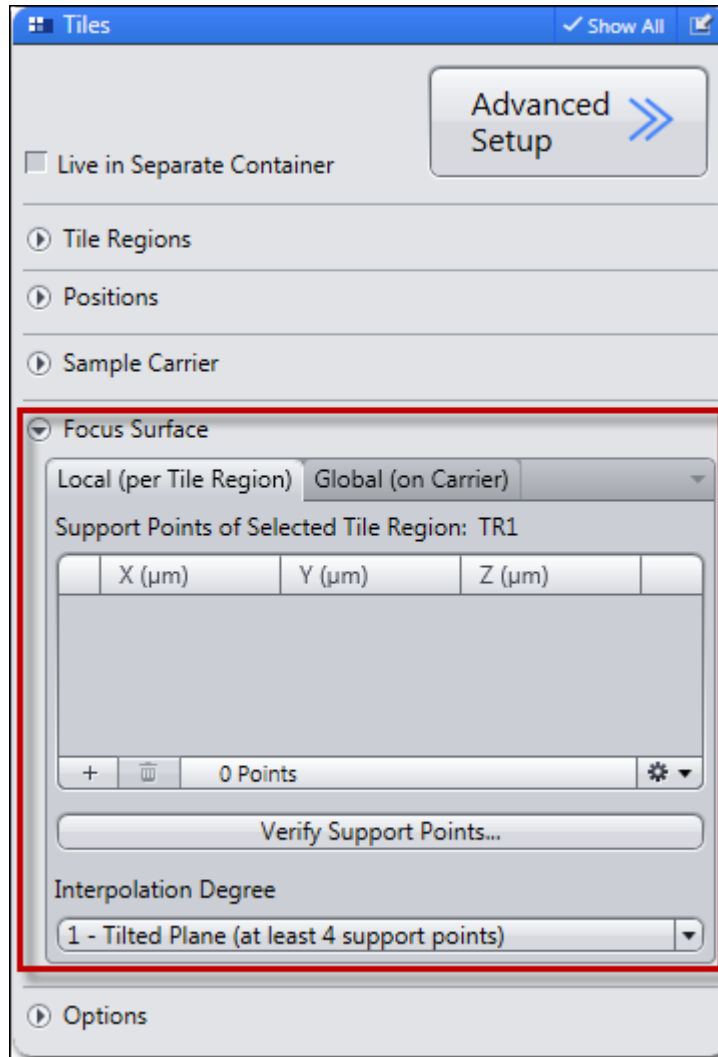 Tiles
Show All
Advanced
Setup
Live in Separate Container
Tile Regions
Positions
Sample Carrier
Focus Surface
Local (per Tile Region) Global (on Carrier)
Support Points of Selected Tile Region: TR1
X (µm) Y (µm) Z (µm)
+ 0 Points
Verify Support Points...
Interpolation Degree
1 - Tilted Plane (at least 4 support points)
Options